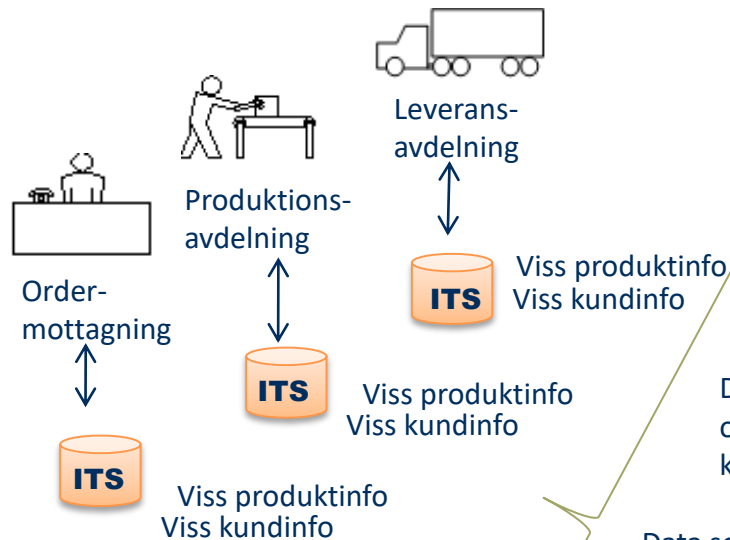 Leverans-
avdelning
Produktions-
avdelning
Order-
mottagning
ITS
Viss produktinfo
Viss kundinfo
ITS
Viss produktinfo
Viss kundinfo
ITS
Viss produktinfo
Viss kundinfo